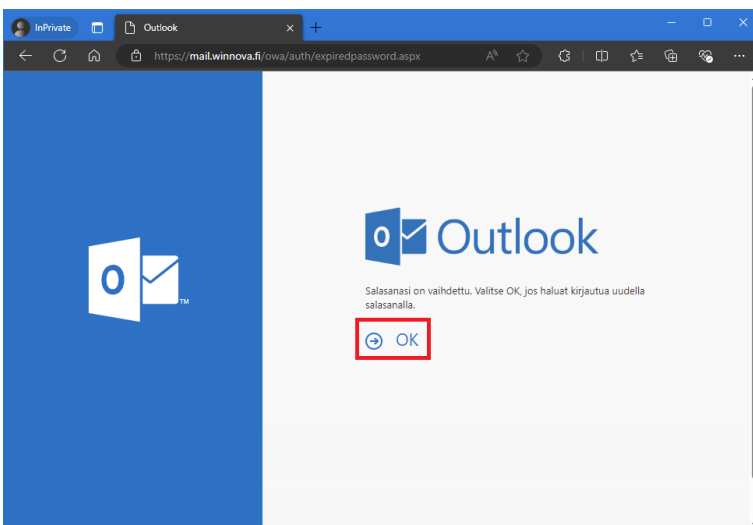 InPrivate
Outlook
https://mail.winnova.fi/owa/auth/expiredpassword.aspx
Outlook
Salasanasi on vaihdettu. Valitse OK, jos haluat kirjautua uudella
salasanalla.
OK
O
TM